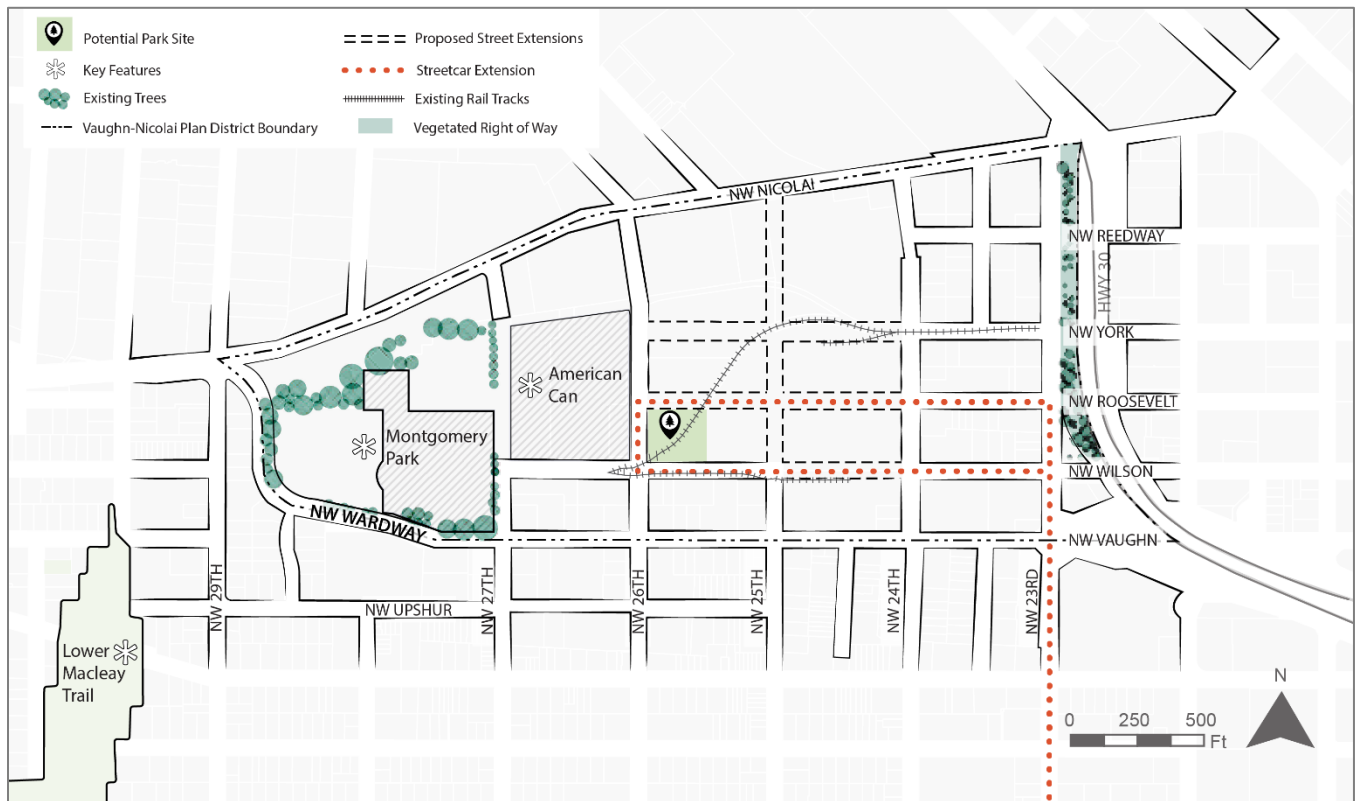 Potential Park Site
Key Features
Existing Trees
Vaughn-Nicolai Plan District Boundary
Proposed Street Extensions
Streetcar Extension
Existing Rail Tracks
Vegetated Right of Way
NW NICOLAI
NW REEDWAY
HWY 30
NW YORK
American
Can
NW ROOSEVELT
Montgomery
Park
NW WILSON
NW WARDWAY
NW VAUGHN
NW 29TH
NW 27TH
NW 26TH
NW 25TH
NW 24TH
NW 23RD
NW UPSHUR
Lower
Macleay
Trail
N
0 250 500
Ft